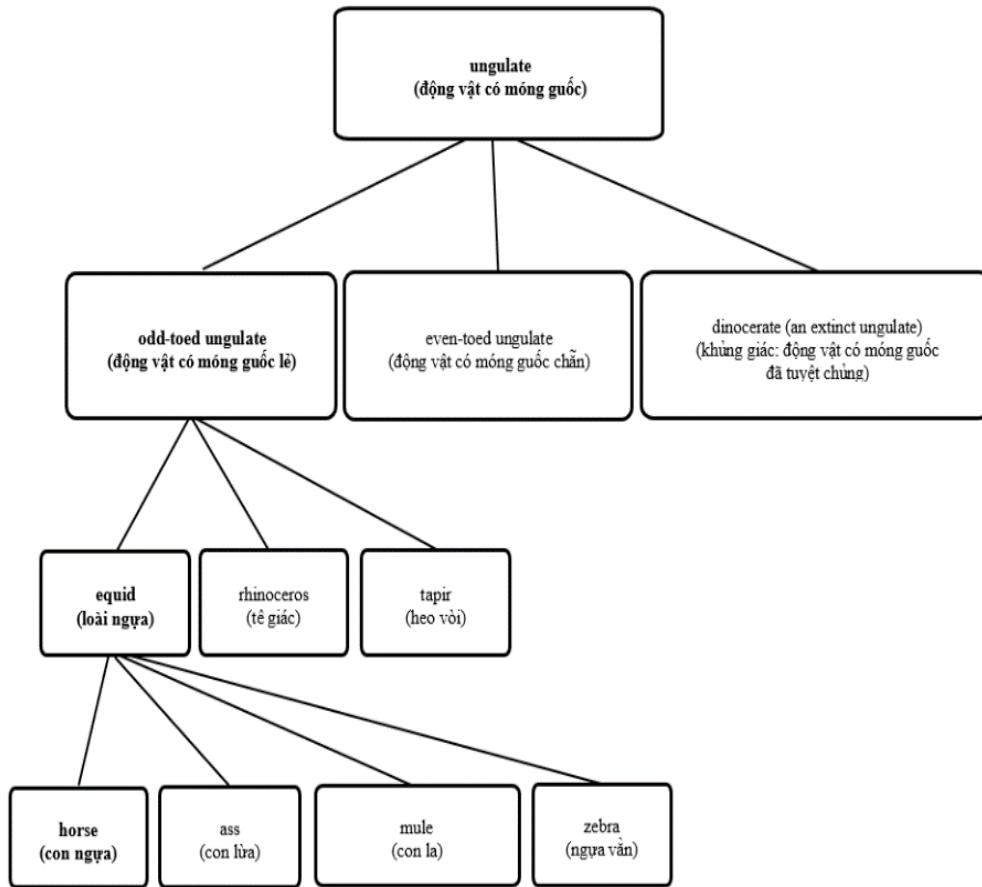 ungulate
(động vật có móng guốc)
odd-toed ungulate
(động vật có móng guốc lẻ)
even-toed ungulate
(động vật có móng guốc chẵn)
dinocerate (an extinct ungulate)
(khủng giác: động vật có móng guốc
đã tuyệt chủng)
equid
(loài ngựa)
rhinoceros
(tê giác)
tapir
(heo vòi)
horse
(con ngựa)
ass
(con lừa)
mule
(con la)
zebra
(ngựa vằn)